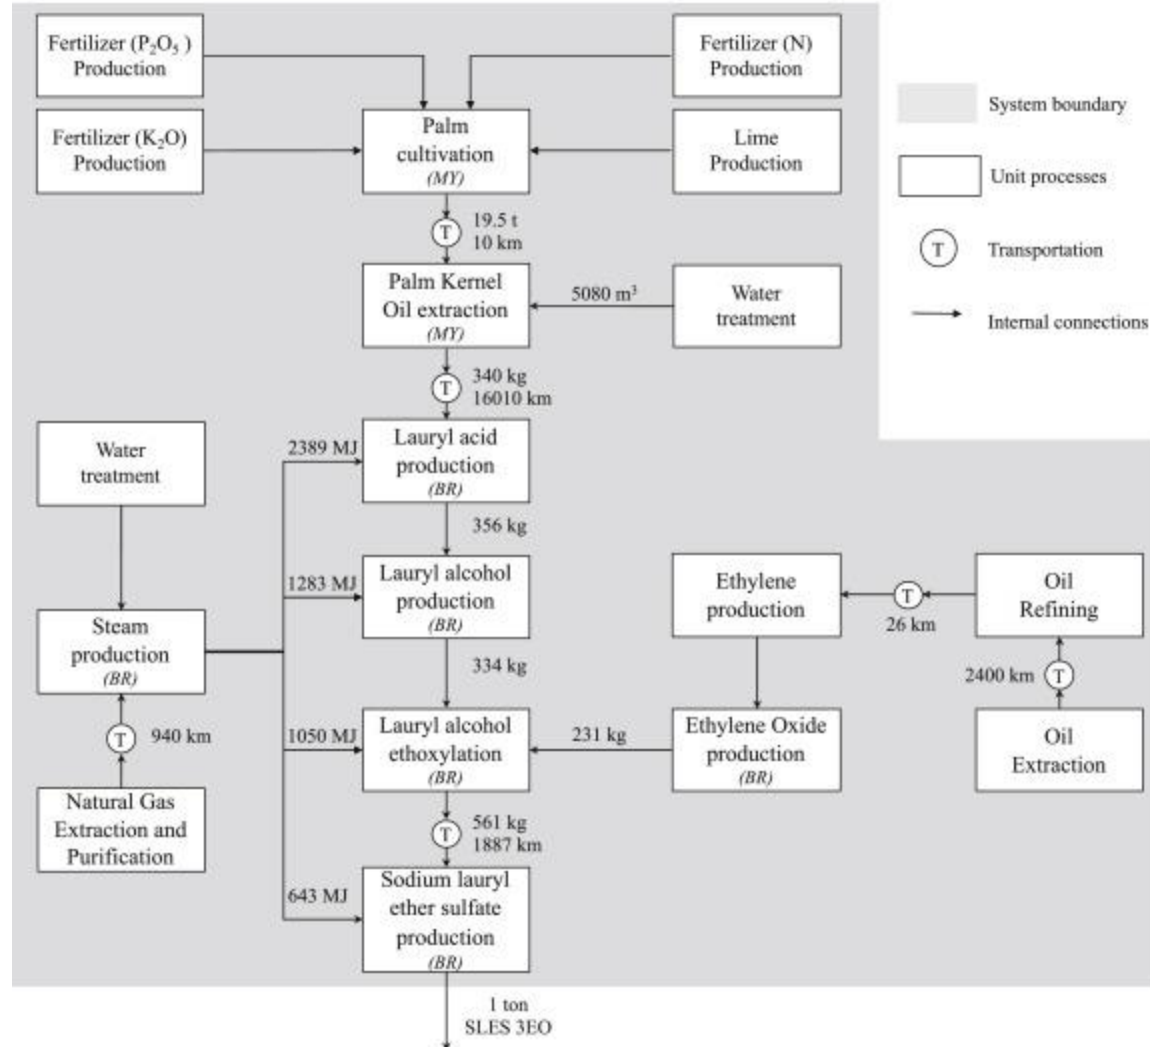 Fertilizer (P₂O₅ )
Production
Fertilizer (N)
Production
Fertilizer (K₂O)
Production
Palm
cultivation
(MY)
Lime
Production
System boundary
Unit processes
T
Transportation
Internal connections
T
19.5 t
10 km
Palm Kernel
Oil extraction
(MY)
5080 m³
Water
treatment
T
340 kg
16010 km
Water
treatment
2389 MJ
Lauryl acid
production
(BR)
356 kg
1283 MJ
Lauryl alcohol
production
(BR)
334 kg
Ethylene
production
T
26 km
Oil
Refining
2400 km
T
Oil
Extraction
Steam
production
(BR)
T
940 km
Natural Gas
Extraction and
Purification
1050 MJ
Lauryl alcohol
ethoxylation
(BR)
231 kg
Ethylene Oxide
production
(BR)
T
561 kg
1887 km
643 MJ
Sodium lauryl
ether sulfate
production
(BR)
1 ton
SLES 3EO